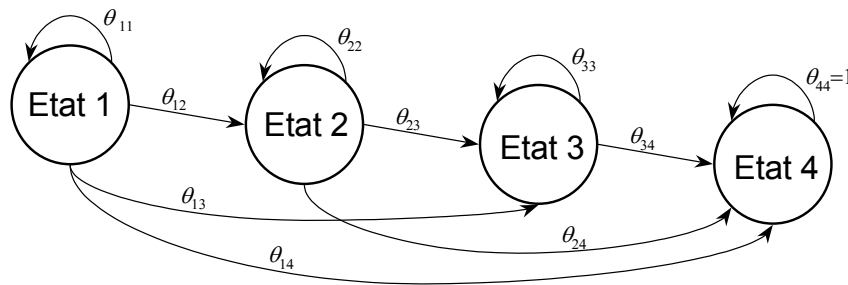 θ11
θ22
θ33
θ44=1
Etat 1
θ12
Etat 2
θ23
Etat 3
θ34
Etat 4
θ13
θ24
θ14